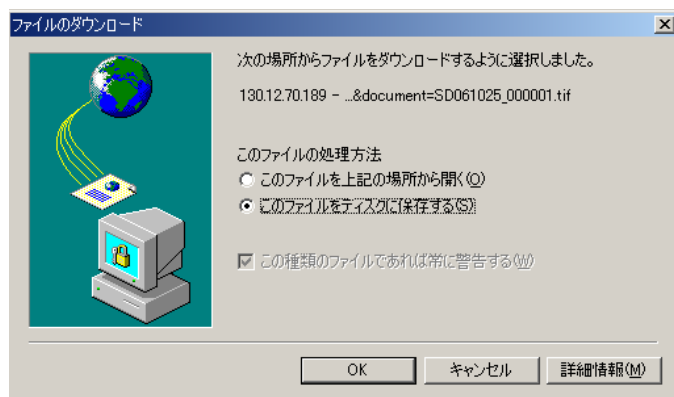 ファイルのダウンロード
次の場所からファイルをダウンロードするように選択しました。
130.12.70.189 - ...&document=SD061025_000001.tif
このファイルの処理方法
このファイルを上記の場所から開く(O)
このファイルをディスクに保存する(S)
この種類のファイルであれば常に警告する(W)
OK キャンセル 詳細情報(M)